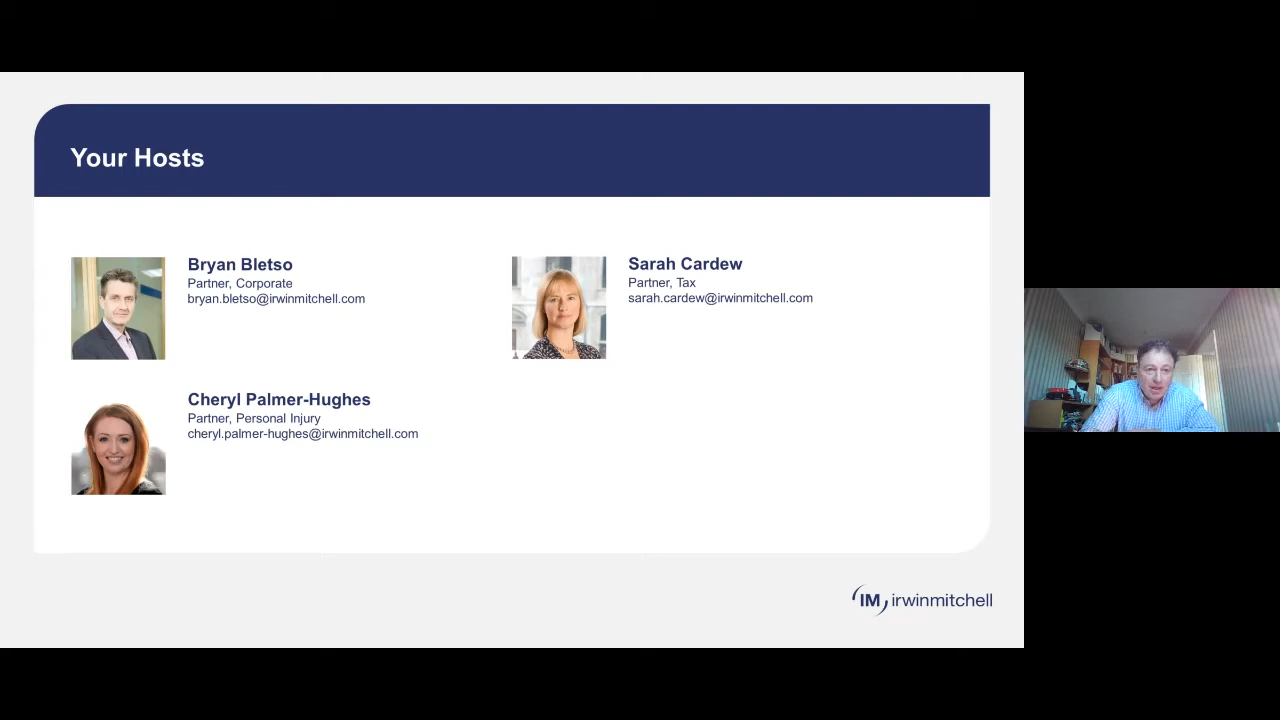 Your Hosts
Bryan Bletso
Partner, Corporate
bryan.bletso@irwinmitchell.com
Sarah Cardew
Partner, Tax
sarah.cardew@irwinmitchell.com
Cheryl Palmer-Hughes
Partner, Personal Injury
cheryl.palmer-hughes@irwinmitchell.com
IM irwinmitchell